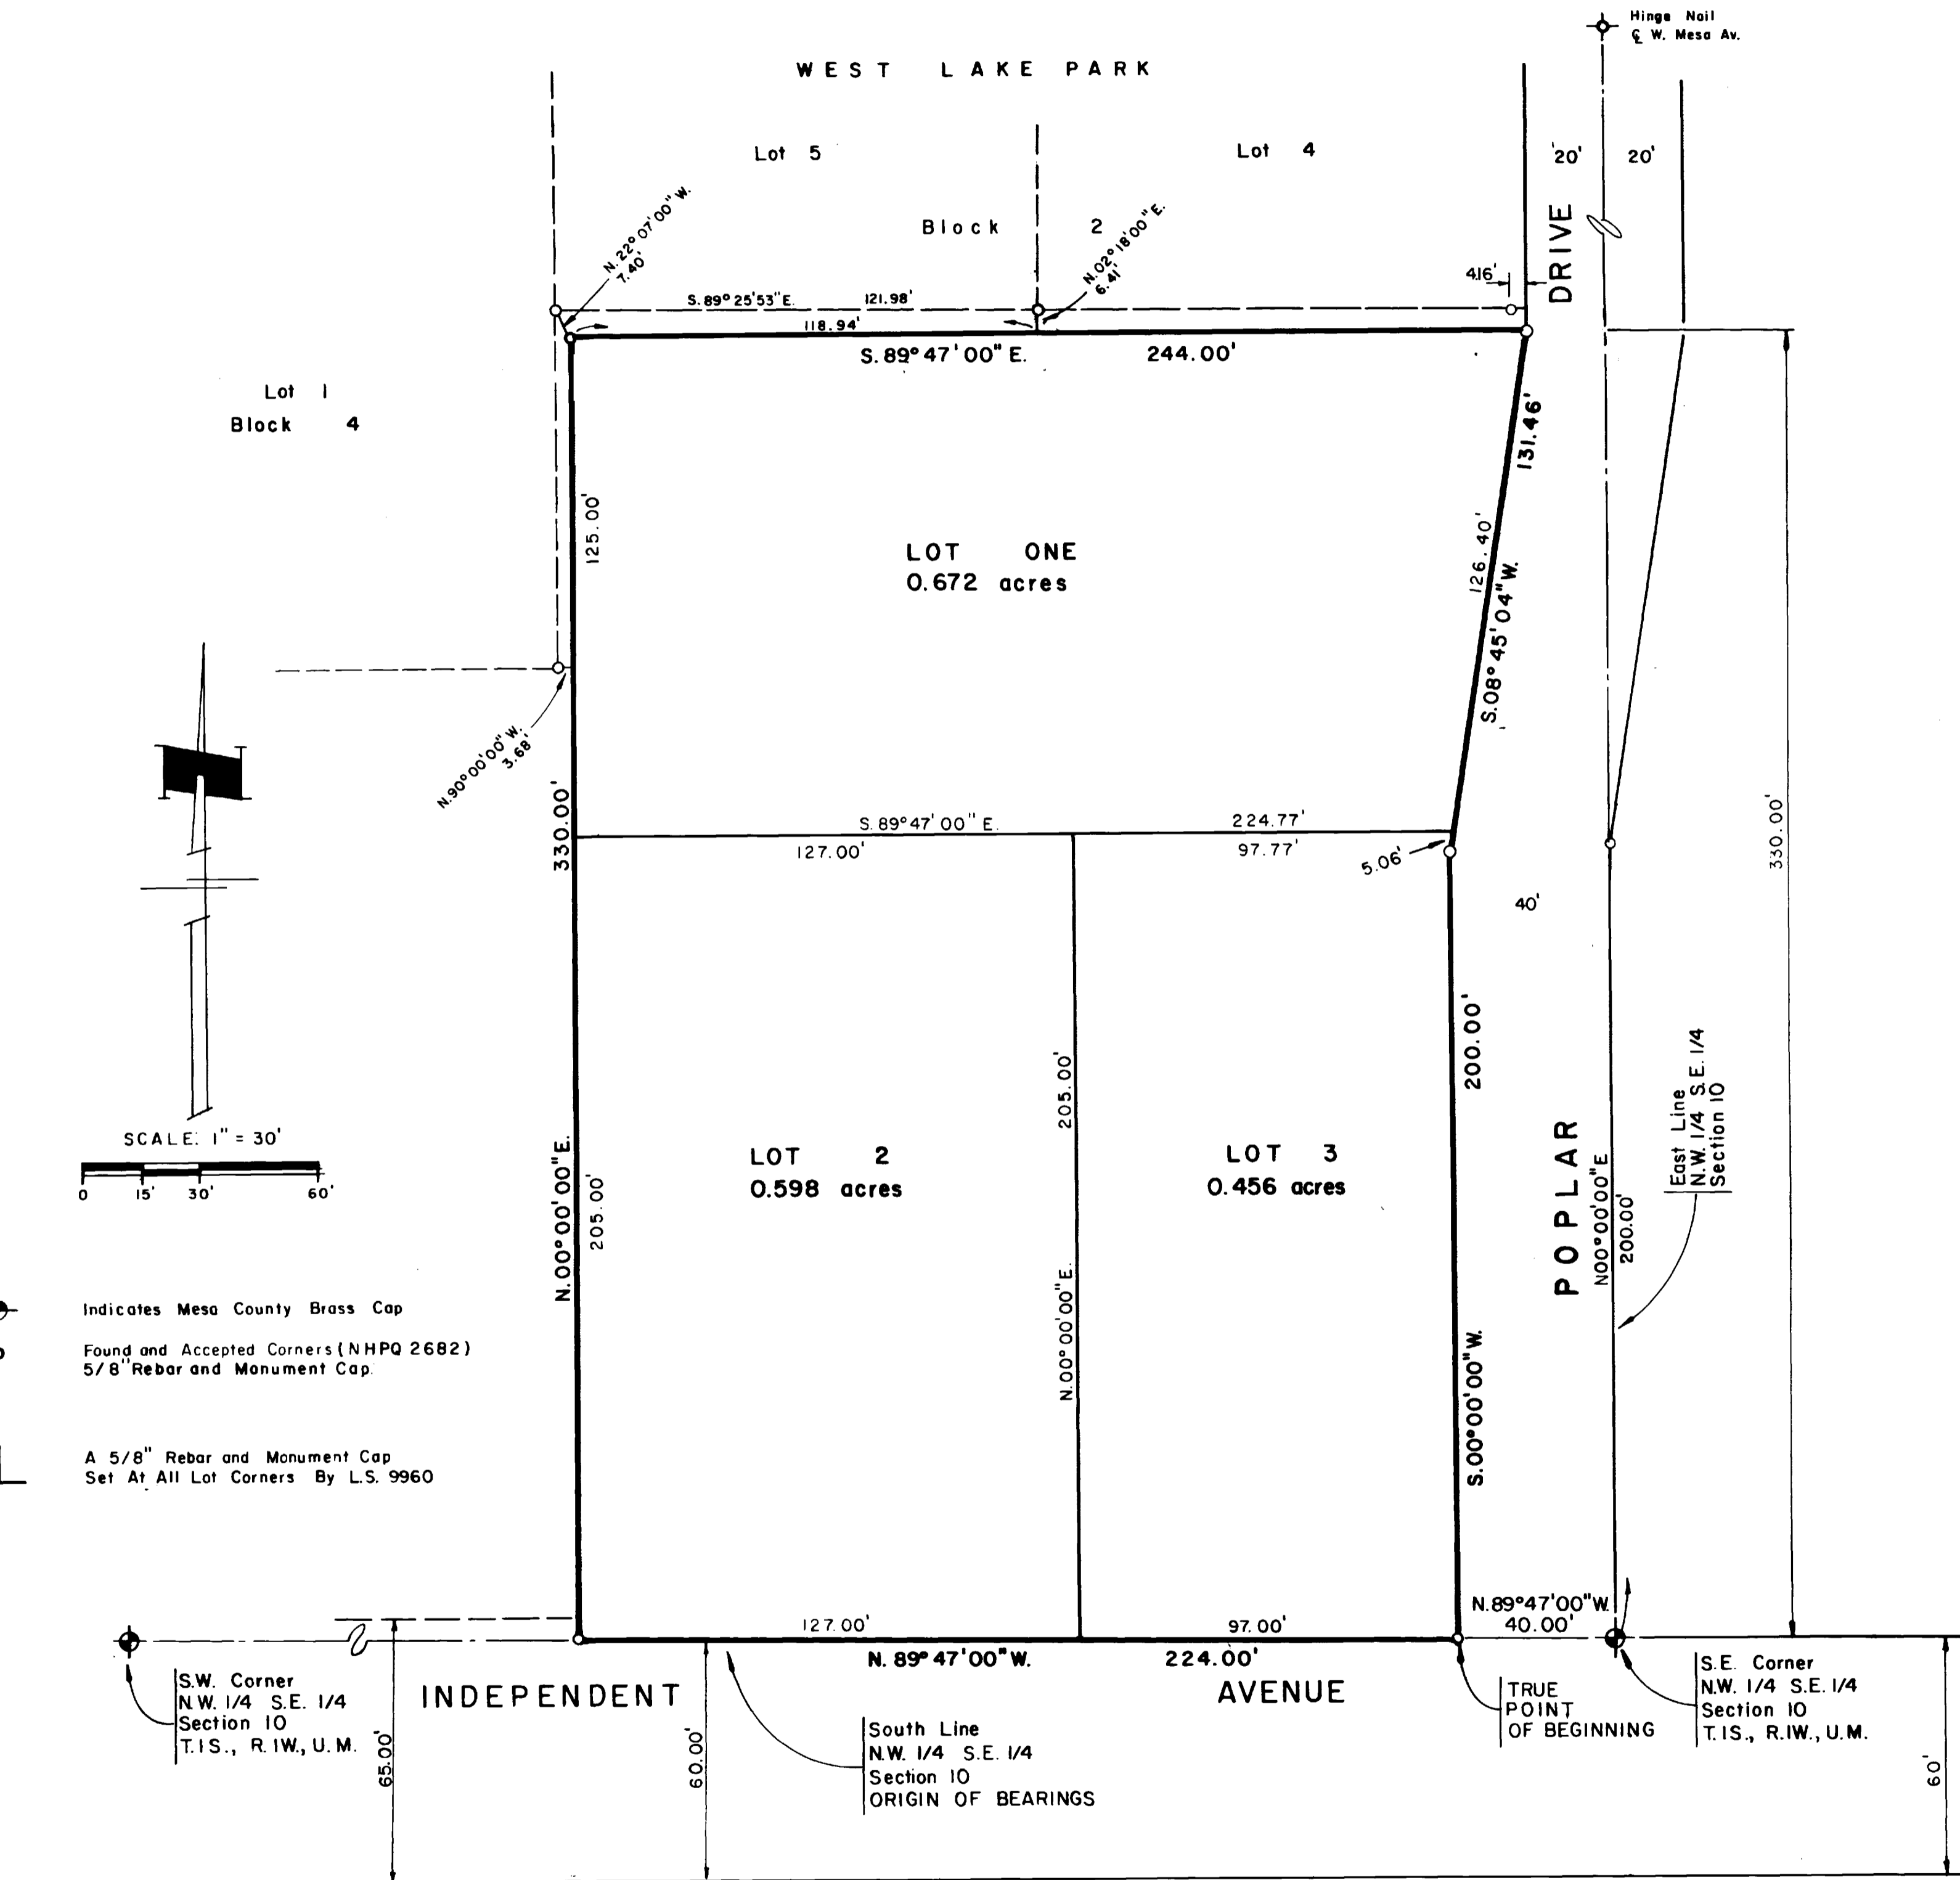 Hinge Nail
℄ W. Mesa Av.
WEST LAKE PARK
Lot 5
Lot 4
20'
20'
Block 2
N. 22° 07' 00" W.
7.40'
N. 02° 18' 00" E.
6.41'
DRIVE
4.16'
S. 89° 25' 53" E. 121.98'
118.94'
S. 89° 47' 00" E. 244.00'
Lot 1
Block 4
131.46'
125.00'
126.40'
LOT ONE
0.672 acres
S. 08° 45' 04" W.
N. 90° 00' 00" W.
3.68'
330.00'
330.00'
S. 89° 47' 00" E. 224.77'
127.00' 97.77'
5.06'
40'
200.00'
205.00'
East Line
N.W. 1/4 S.E. 1/4
Section 10
SCALE: 1" = 30'
0 15' 30' 60'
N. 00° 00' 00" E.
205.00'
LOT 2
0.598 acres
LOT 3
0.456 acres
POPLAR
N00° 00' 00" E
200.00'
N. 00° 00' 00" E.
S. 00° 00' 00" W.
Indicates Mesa County Brass Cap
Found and Accepted Corners (NHPQ 2682)
5/8" Rebar and Monument Cap.
A 5/8" Rebar and Monument Cap
Set At All Lot Corners By L.S. 9960
N. 89° 47' 00" W.
40.00'
127.00' 97.00'
N. 89° 47' 00" W. 224.00'
S.W. Corner
N.W. 1/4 S.E. 1/4
Section 10
T.1S., R.1W., U.M.
INDEPENDENT AVENUE
TRUE
POINT
OF BEGINNING
S.E. Corner
N.W. 1/4 S.E. 1/4
Section 10
T.1S., R.1W., U.M.
65.00'
60.00'
South Line
N.W. 1/4 S.E. 1/4
Section 10
ORIGIN OF BEARINGS
60'